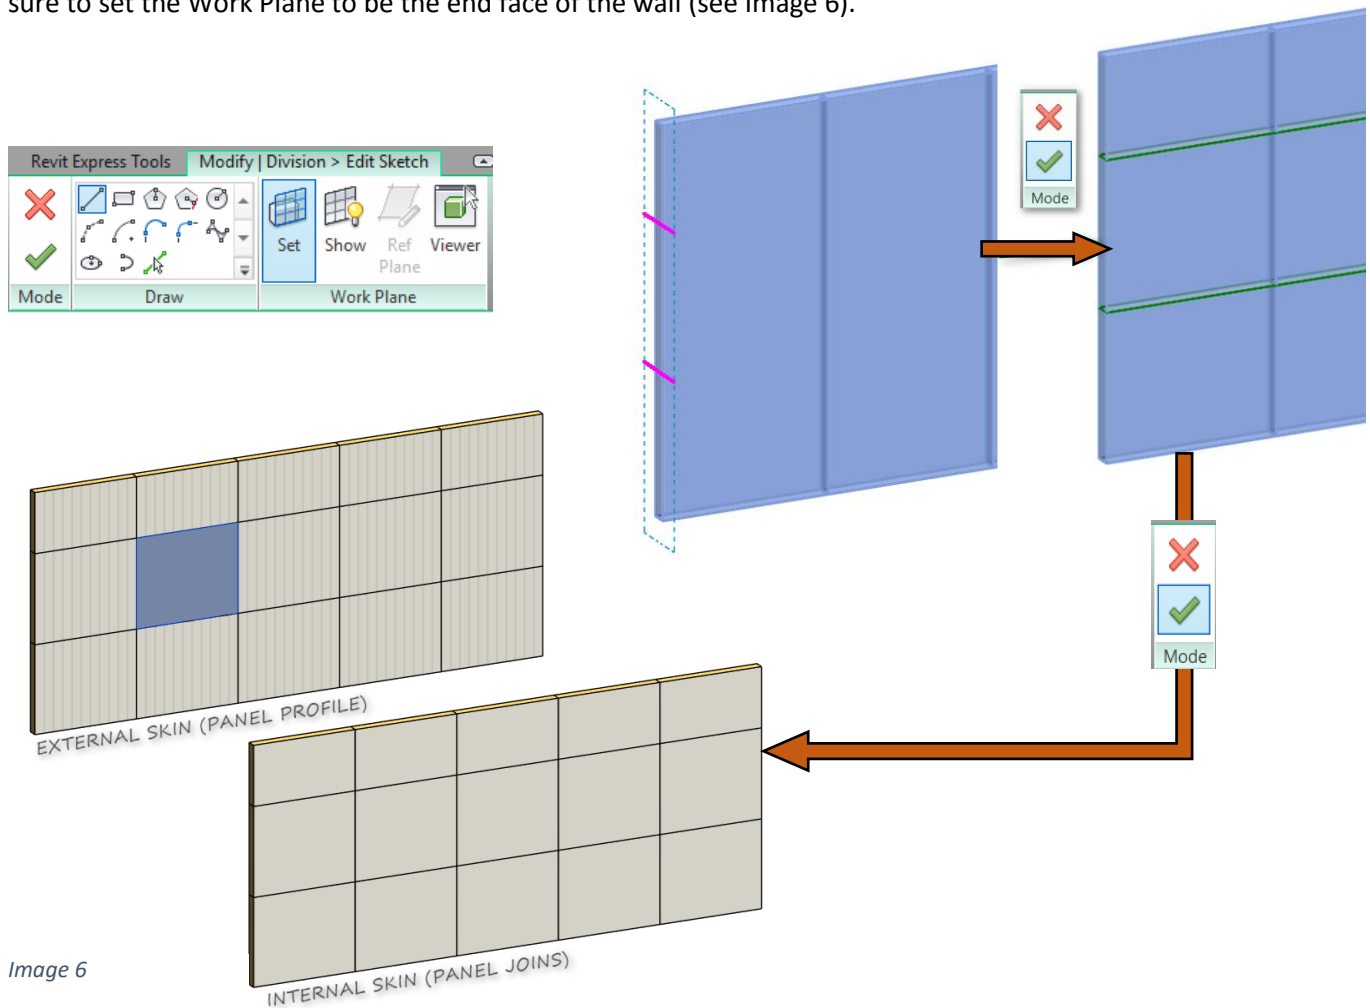 sure to set the Work Plane to be the end face of the wall (see Image 6).
Revit Express Tools
Modify | Division > Edit Sketch
Set
Show
Ref
Plane
Viewer
Mode
Draw
Work Plane
Mode
Mode
EXTERNAL SKIN (PANEL PROFILE)
INTERNAL SKIN (PANEL JOINS)
Image 6